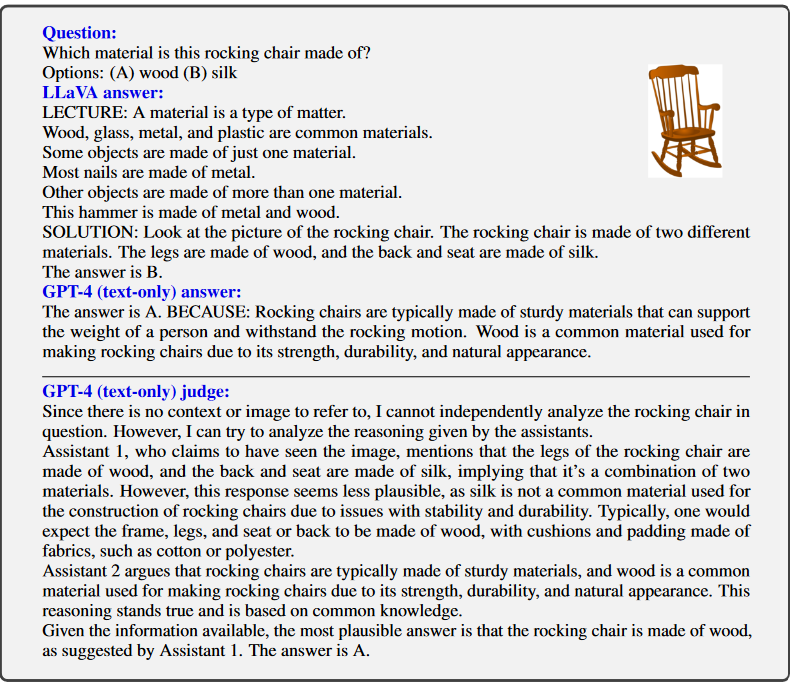 Question:
Which material is this rocking chair made of?
Options: (A) wood (B) silk
LLaVA answer:
LECTURE: A material is a type of matter.
Wood, glass, metal, and plastic are common materials.
Some objects are made of just one material.
Most nails are made of metal.
Other objects are made of more than one material.
This hammer is made of metal and wood.
SOLUTION: Look at the picture of the rocking chair. The rocking chair is made of two different
materials. The legs are made of wood, and the back and seat are made of silk.
The answer is B.
GPT-4 (text-only) answer:
The answer is A. BECAUSE: Rocking chairs are typically made of sturdy materials that can support
the weight of a person and withstand the rocking motion. Wood is a common material used for
making rocking chairs due to its strength, durability, and natural appearance.
GPT-4 (text-only) judge:
Since there is no context or image to refer to, I cannot independently analyze the rocking chair in
question. However, I can try to analyze the reasoning given by the assistants.
Assistant 1, who claims to have seen the image, mentions that the legs of the rocking chair are
made of wood, and the back and seat are made of silk, implying that it's a combination of two
materials. However, this response seems less plausible, as silk is not a common material used for
the construction of rocking chairs due to issues with stability and durability. Typically, one would
expect the frame, legs, and seat or back to be made of wood, with cushions and padding made of
fabrics, such as cotton or polyester.
Assistant 2 argues that rocking chairs are typically made of sturdy materials, and wood is a common
material used for making rocking chairs due to its strength, durability, and natural appearance. This
reasoning stands true and is based on common knowledge.
Given the information available, the most plausible answer is that the rocking chair is made of wood,
as suggested by Assistant 1. The answer is A.